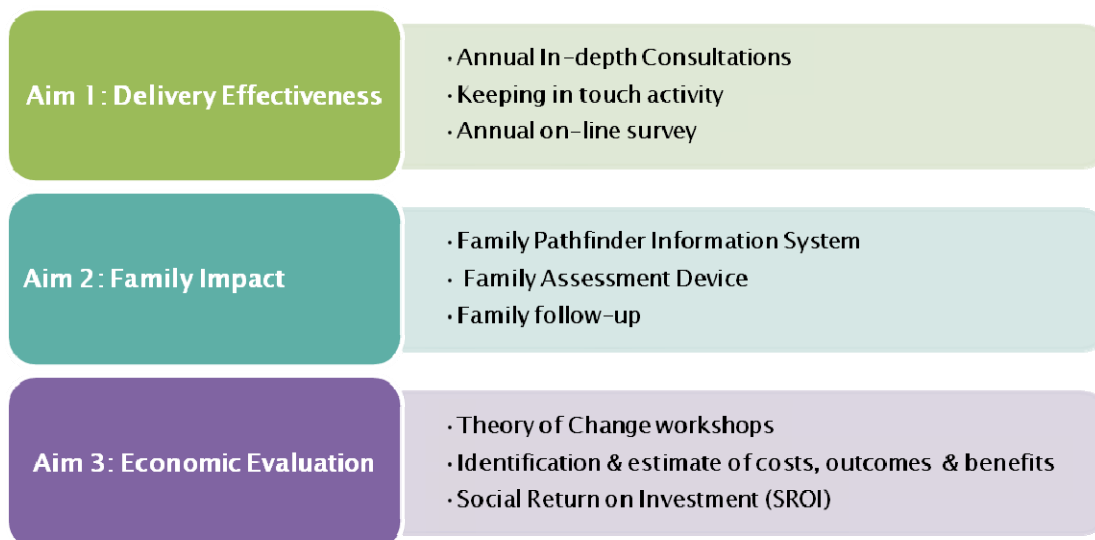 Aim 1: Delivery Effectiveness
· Annual In-depth Consultations
· Keeping in touch activity
· Annual on-line survey
Aim 2: Family Impact
· Family Pathfinder Information System
· Family Assessment Device
· Family follow-up
Aim 3: Economic Evaluation
· Theory of Change workshops
· Identification & estimate of costs, outcomes & benefits
· Social Return on Investment (SROI)